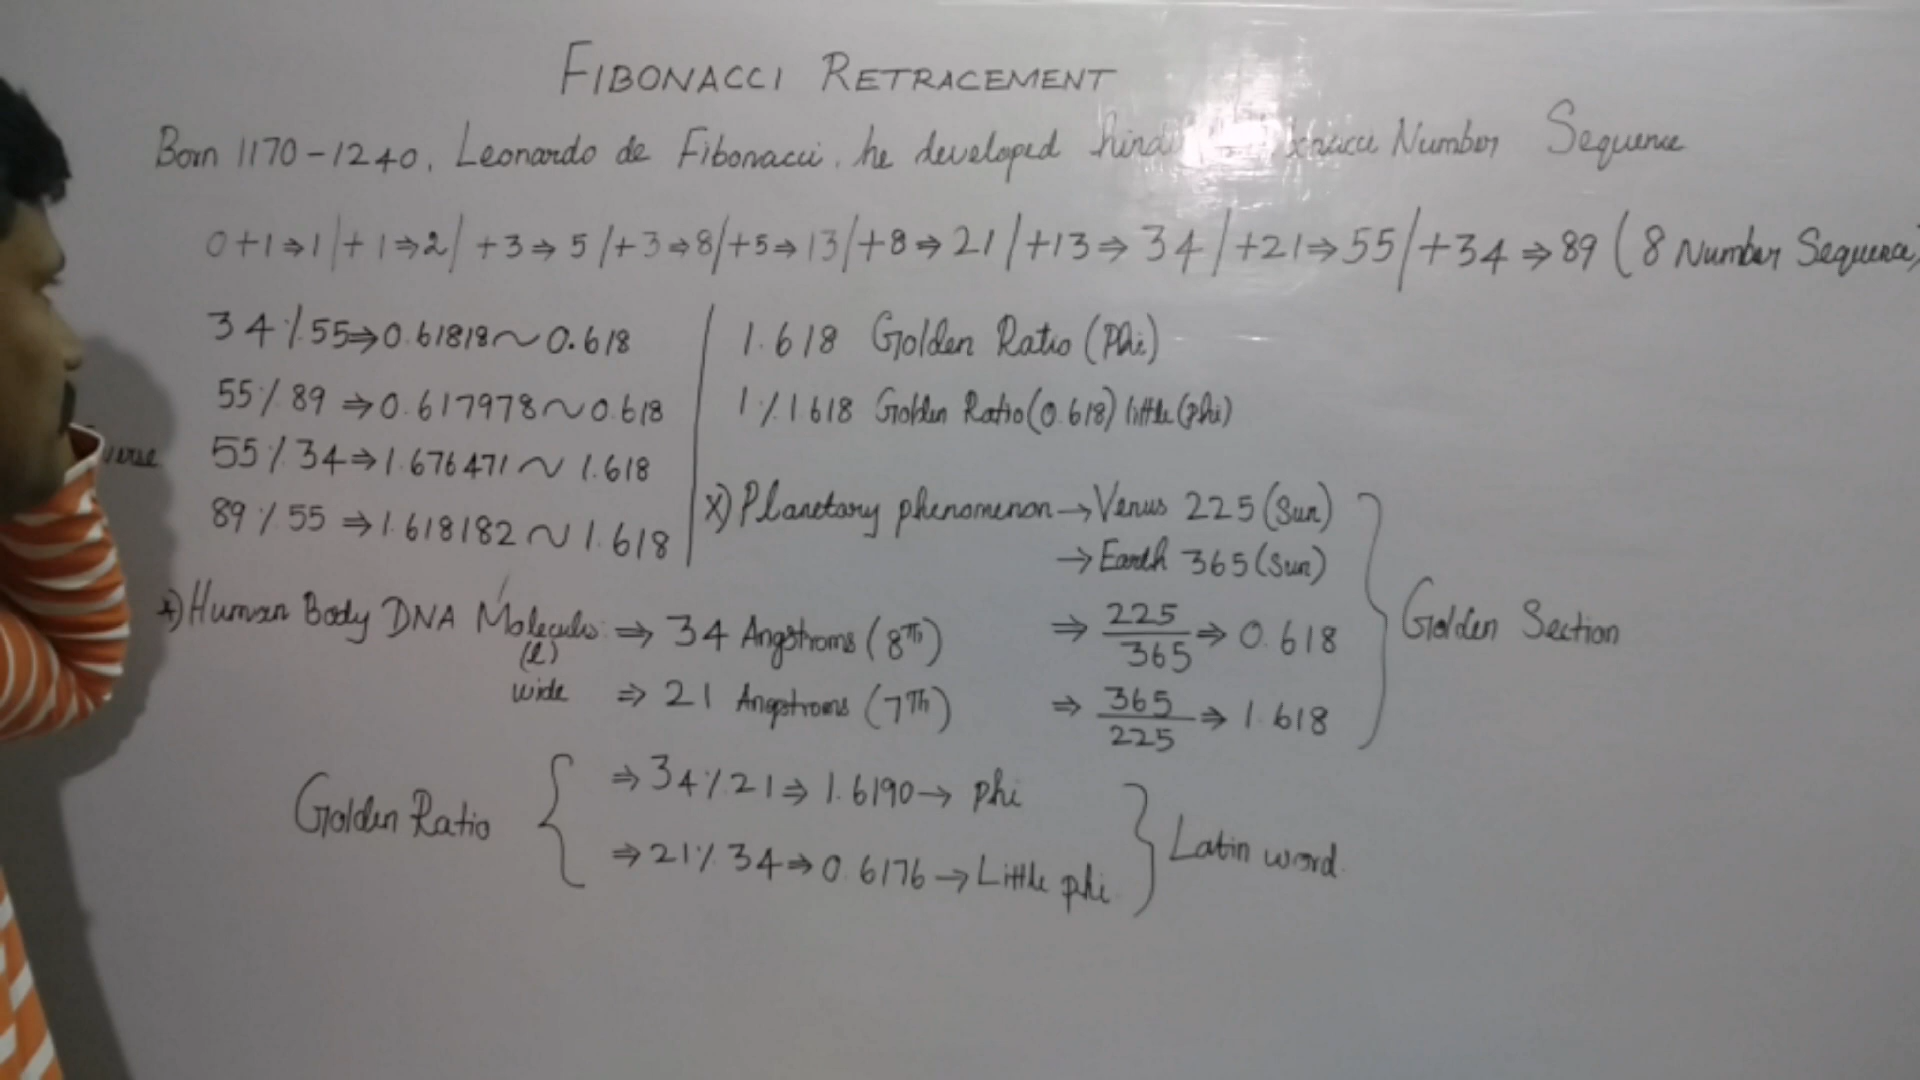 FIBONACCI RETRACEMENT
Born 1170-1240, Leonardo de Fibonacci, he developed Number Sequence
0+1⇒1/+1⇒2/+3⇒5/+3⇒8/+5⇒13/+8⇒21/+13⇒34/+21⇒55/+34⇒89 (8 Number Sequence)
34%55⇒0.61818~0.618
55%89⇒0.617978~0.618
55%34⇒1.676471~1.618
89%55⇒1.618182~1.618
1.618 Golden Ratio (Phi)
1%1.618 Golden Ratio (0.618) little (phi)
x) Planetary phenomenon → Venus 225 (Sun)
→ Earth 365 (Sun)
⇒ 225/365 ⇒ 0.618
⇒ 365/225 ⇒ 1.618
Golden Section
x) Human Body DNA Molecules ⇒ 34 Angstroms (8Th)
(l)
wide ⇒ 21 Angstroms (7Th)
Golden Ratio
⇒ 34%21 ⇒ 1.6190 → phi
⇒ 21%34 ⇒ 0.6176 → Little phi
Latin word